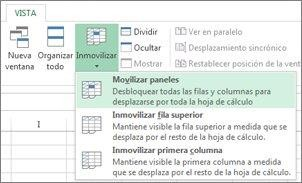 VISTA
Nueva ventana
Organizar todo
Inmovilizar
Dividir
Ocultar
Mostrar
Ver en paralelo
Desplazamiento sincrónico
Restablecer posición de la vent
Movilizar paneles
Desbloquear todas las filas y columnas para
desplazarse por toda la hoja de cálculo
Inmovilizar fila superior
Mantiene visible la fila superior a medida que se
desplaza por el resto de la hoja de cálculo
Inmovilizar primera columna
Mantiene visible la primera columna a medida
que se desplaza por el resto de la hoja de cálculo
I